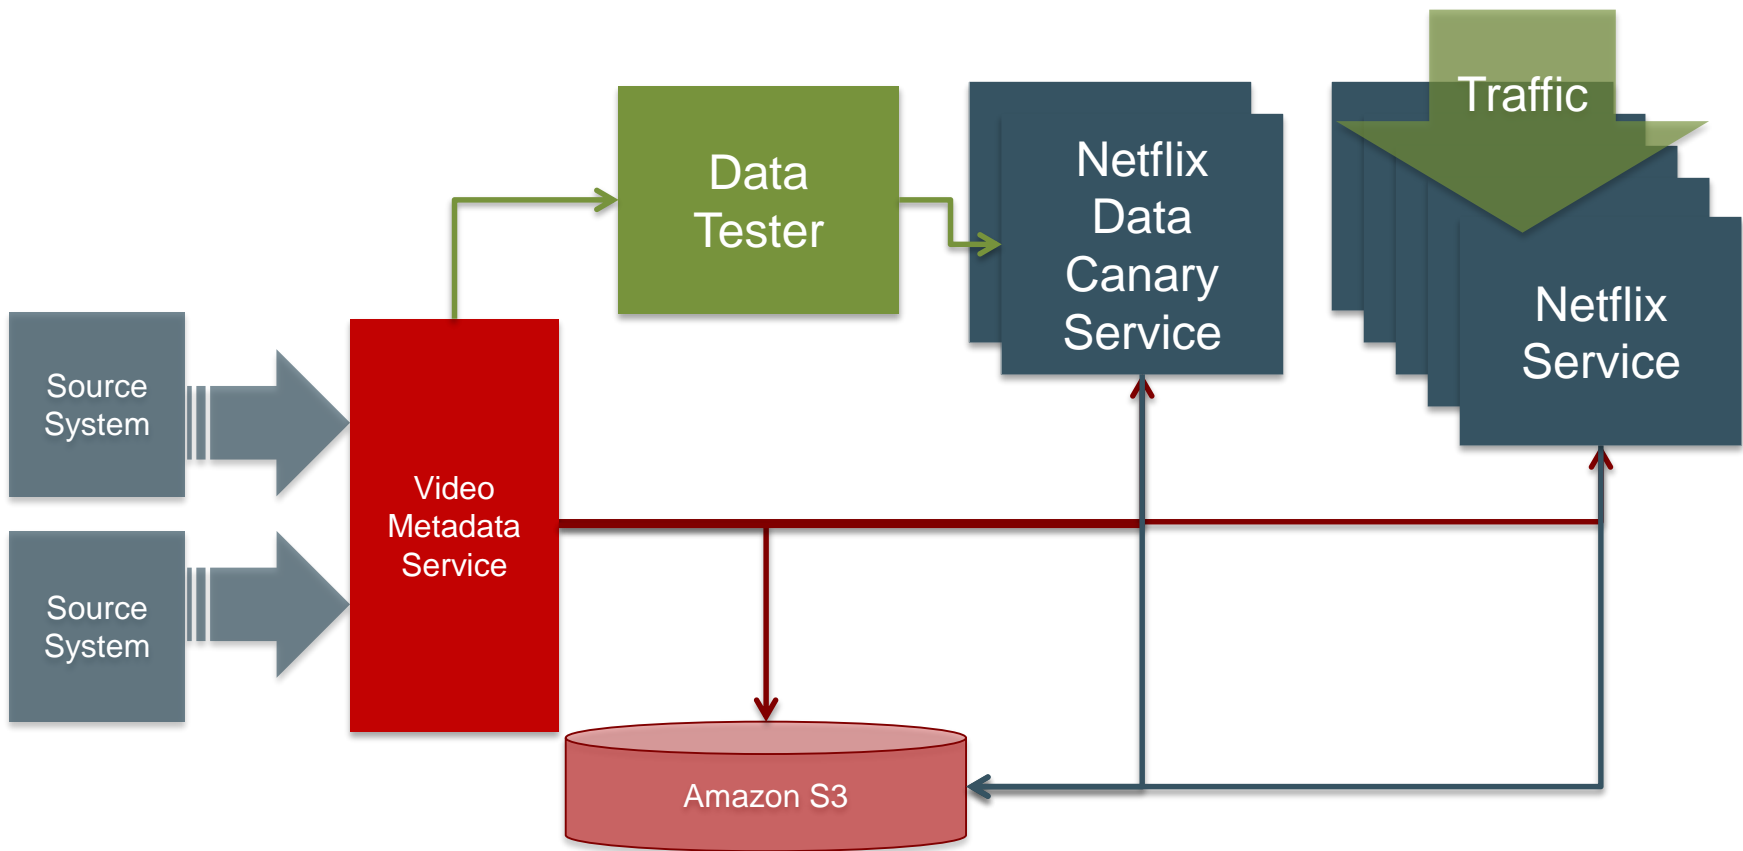 Traffic
Data
Tester
Netflix
Data
Canary
Service
Netflix
Service
Source
System
Video
Metadata
Service
Source
System
Amazon S3